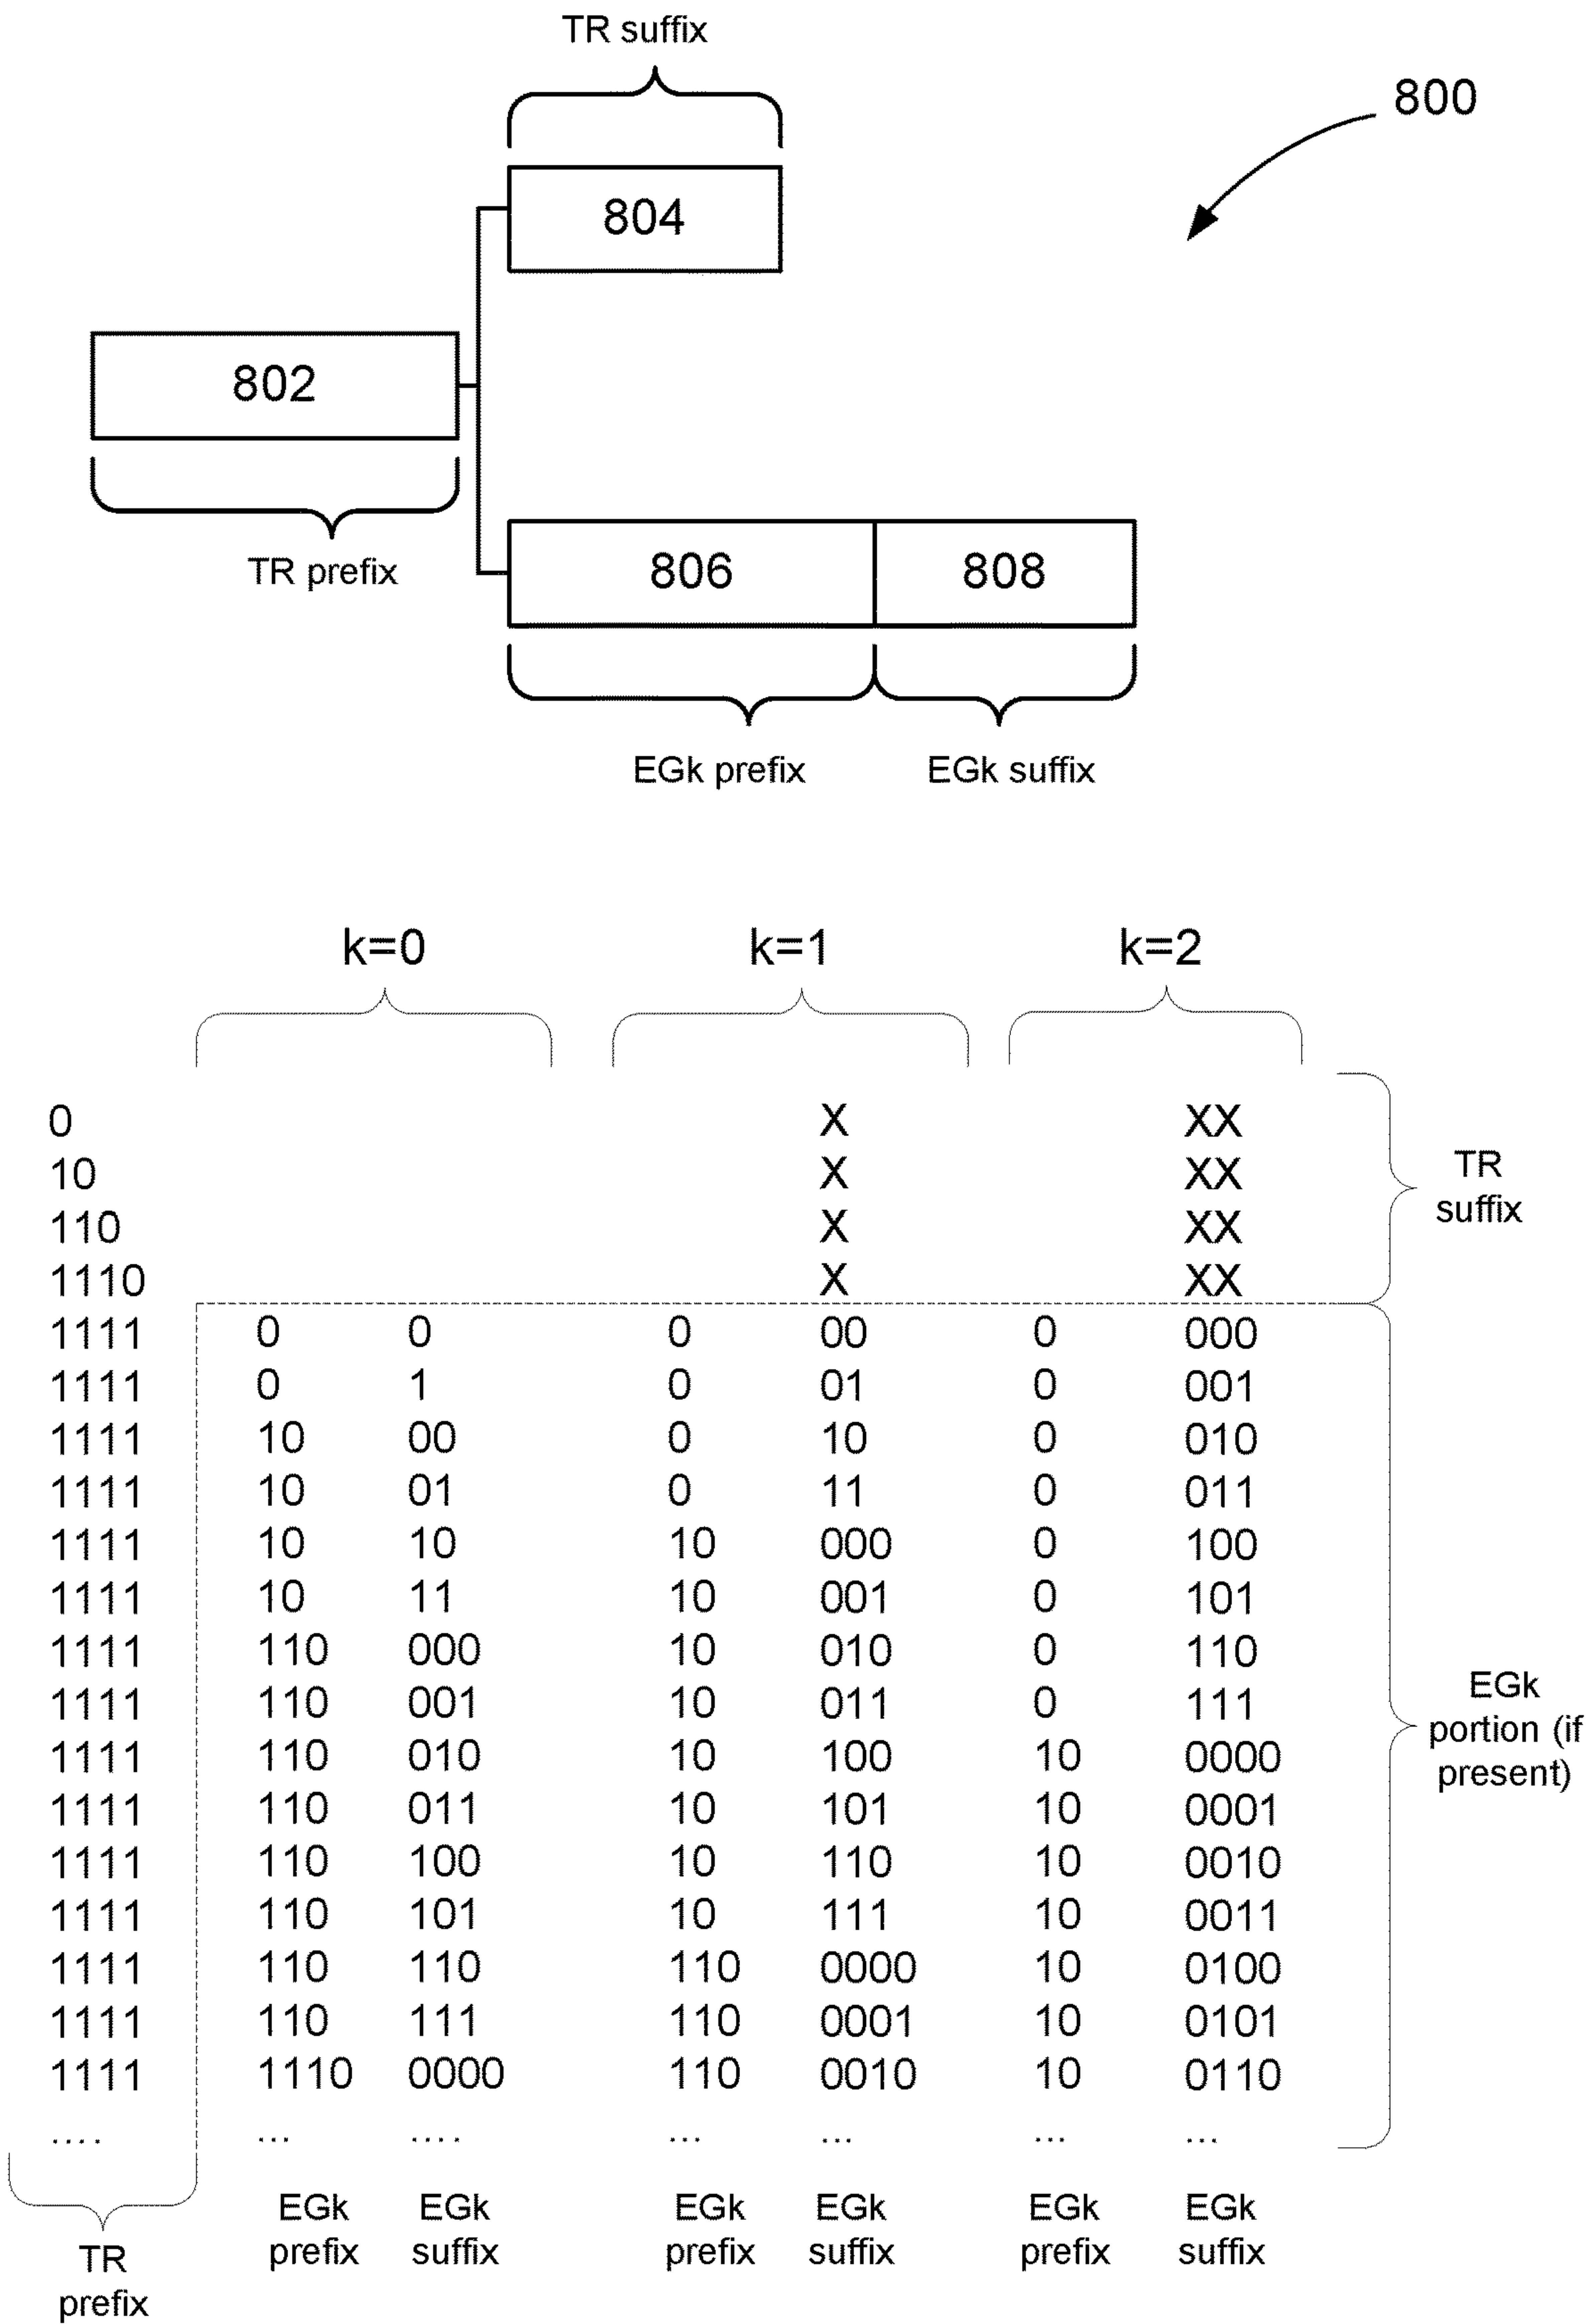 TR suffix
800
804
802
TR prefix
806 808
EGk prefix EGk suffix
k=0 k=1 k=2
0 X XX
10 X XX
110 X XX
1110 X XX
TR
suffix
1111 0 0 0 00 0 000
1111 0 1 0 01 0 001
1111 10 00 0 10 0 010
1111 10 01 0 11 0 011
1111 10 10 10 000 0 100
1111 10 11 10 001 0 101
1111 110 000 10 010 0 110
1111 110 001 10 011 0 111
1111 110 010 10 100 10 0000
1111 110 011 10 101 10 0001
1111 110 100 10 110 10 0010
1111 110 101 10 111 10 0011
1111 110 110 110 0000 10 0100
1111 110 111 110 0001 10 0101
1111 1110 0000 110 0010 10 0110
.... ... .... ... ... ... ...
EGk
portion (if
present)
EGk EGk EGk EGk EGk EGk
prefix suffix prefix suffix prefix suffix
TR
prefix